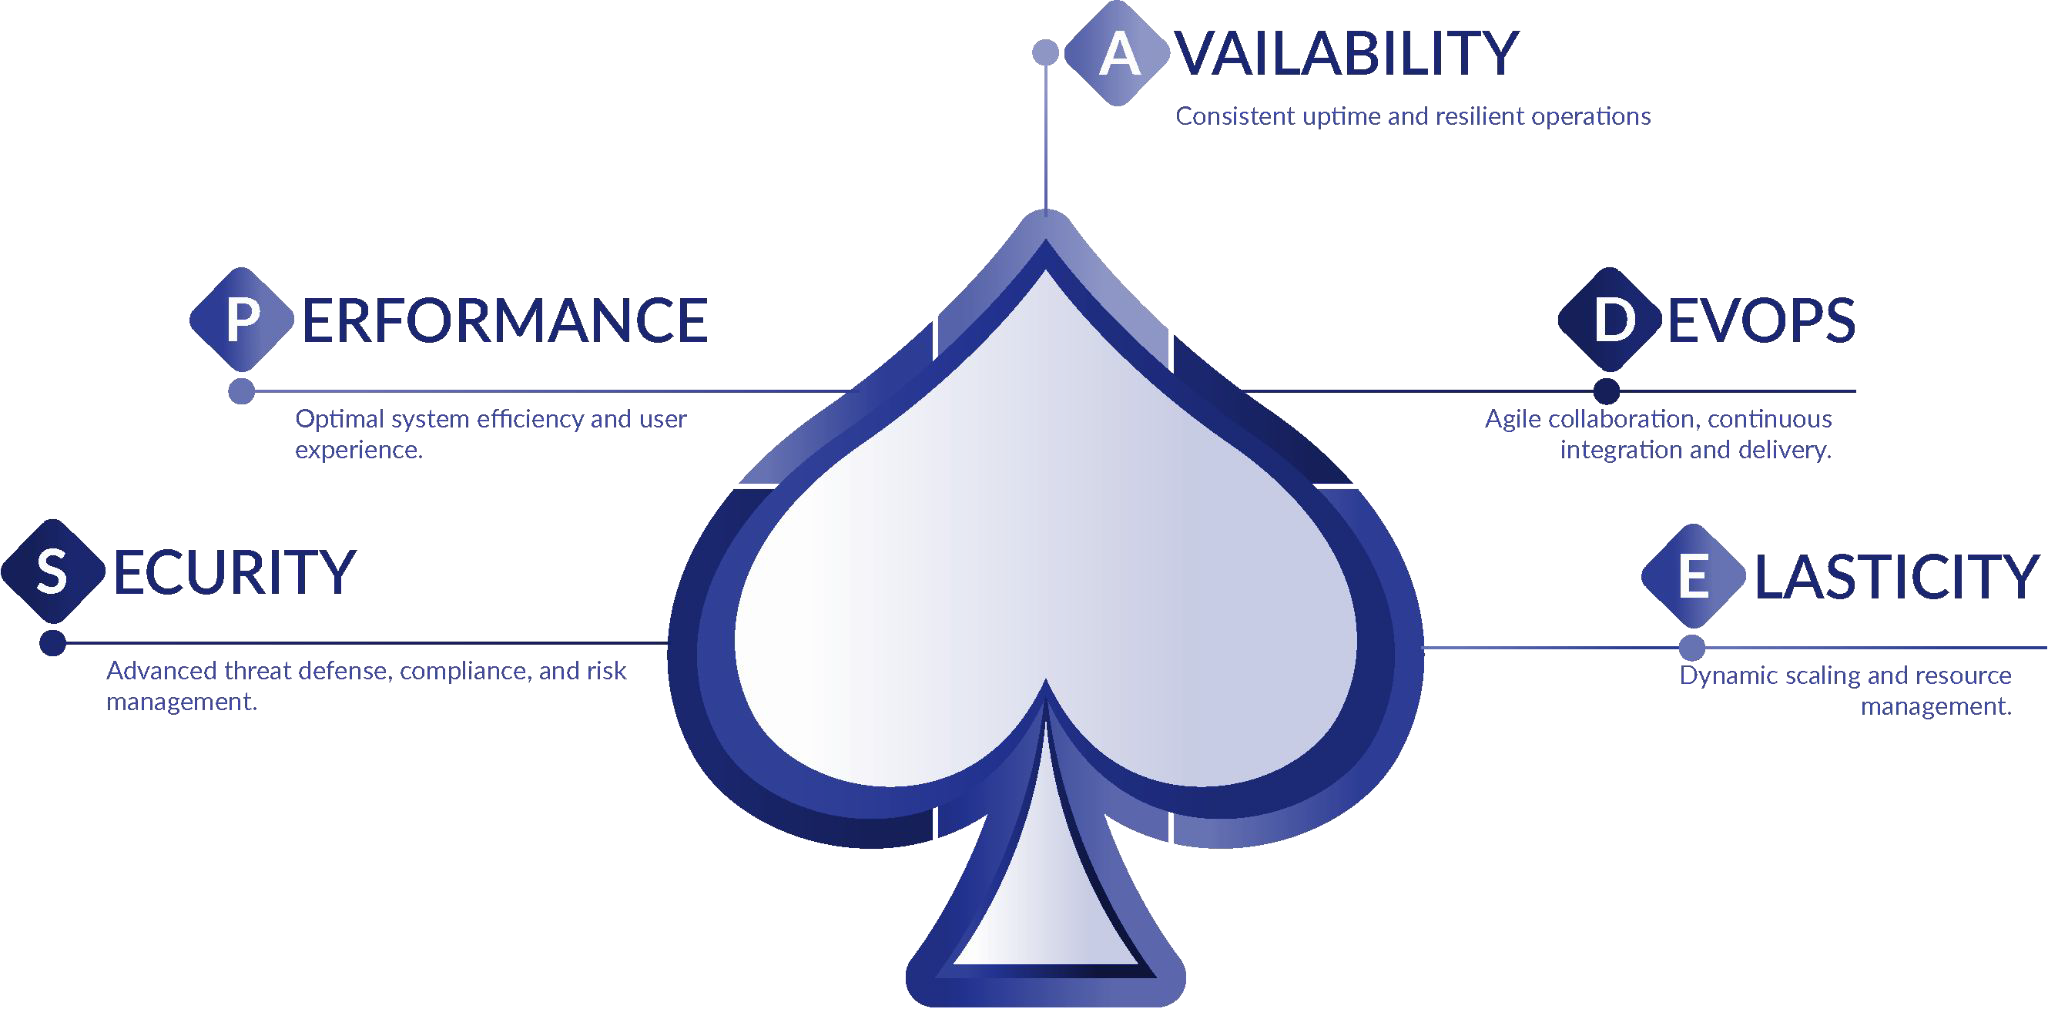 AVAILABILITY
Consistent uptime and resilient operations
PERFORMANCE
Optimal system efficiency and user
experience.
DEVOPS
Agile collaboration, continuous
integration and delivery.
SECURITY
Advanced threat defense, compliance, and risk
management.
ELASTICITY
Dynamic scaling and resource
management.